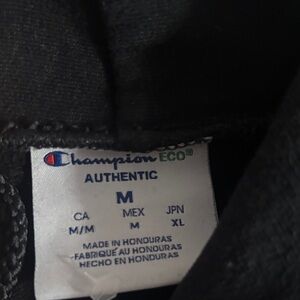 Champion ECO®
AUTHENTIC
M
CA MEX JPN
M/M M XL
MADE IN HONDURAS
FABRIQUÉ AU HONDURAS
HECHO EN HONDURAS